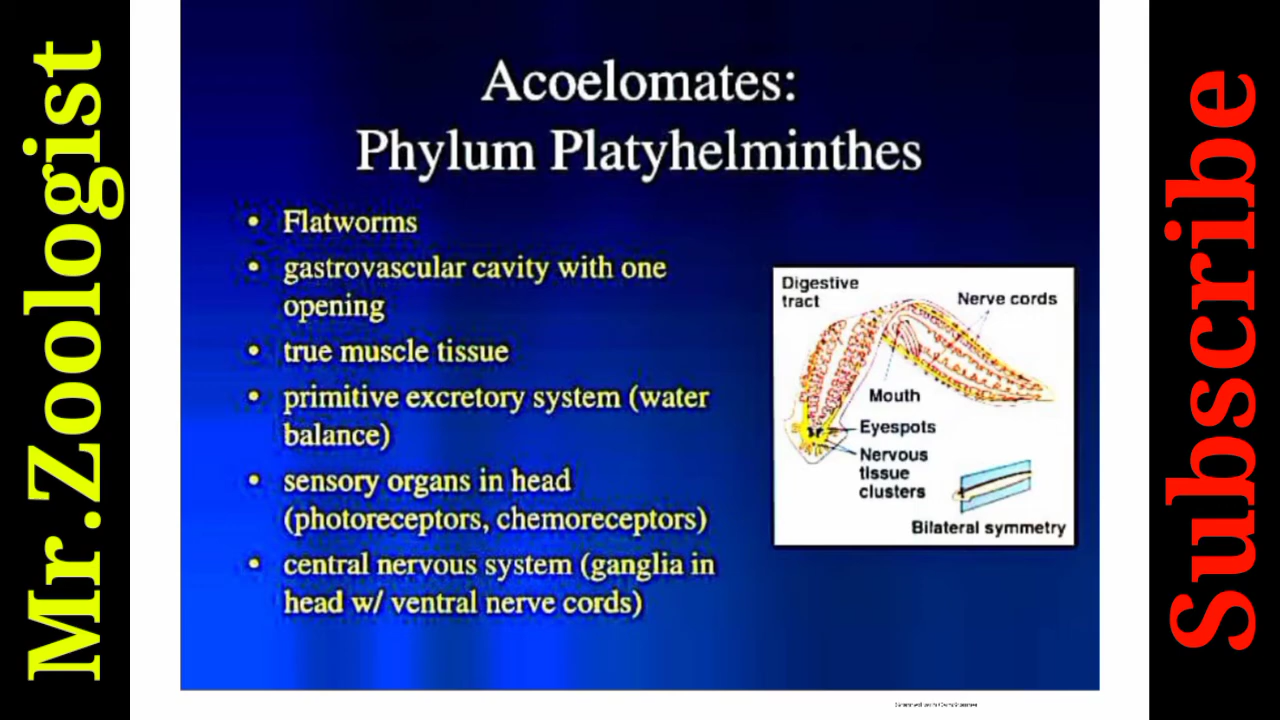 Mr.Zoologist
Acoelomates:
Phylum Platyhelminthes
• Flatworms
• gastrovascular cavity with one
opening
• true muscle tissue
• primitive excretory system (water
balance)
• sensory organs in head
(photoreceptors, chemoreceptors)
• central nervous system (ganglia in
head w/ ventral nerve cords)
Digestive
tract
Nerve cords
Mouth
Eyespots
Nervous
tissue
clusters
Bilateral symmetry
Subscribe